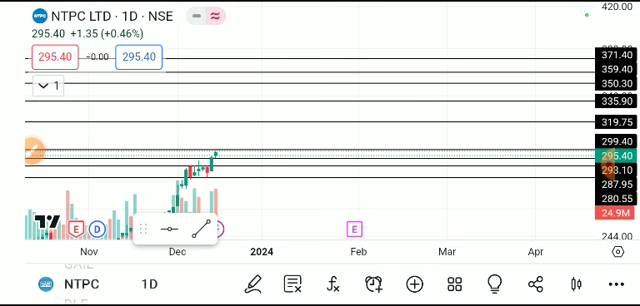 NTPC LTD · 1D · NSE
420.00
295.40 +1.35 (+0.46%)
295.40 −0.00 295.40
371.40
359.40
1
350.30
335.90
319.75
299.40
295.40
293.10
287.95
280.55
24.9M
E D E
244.00
Nov Dec 2024 Feb Mar Apr
GAIL
NTPC 1D